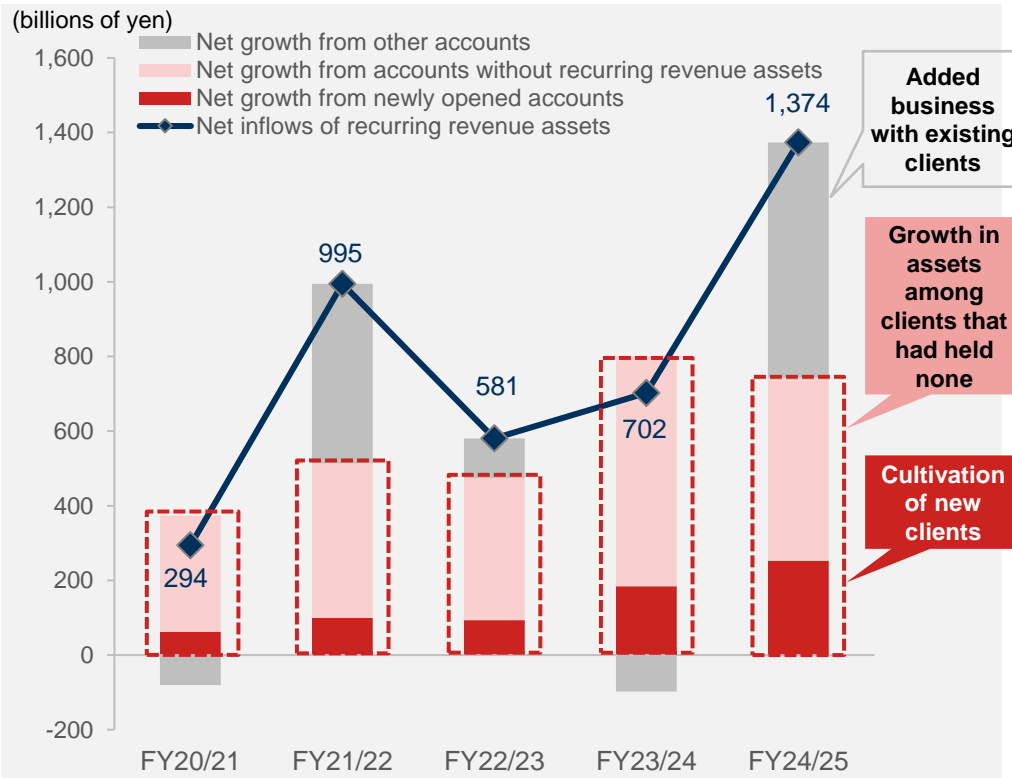 (billions of yen)
Net growth from other accounts
Net growth from accounts without recurring revenue assets
Net growth from newly opened accounts
Net inflows of recurring revenue assets
1,600
1,400
1,200
1,000
800
600
400
200
0
-200
294
995
581
702
1,374
FY20/21
FY21/22
FY22/23
FY23/24
FY24/25
Added
business
with existing
clients
Growth in
assets
among
clients that
had held
none
Cultivation
of new
clients